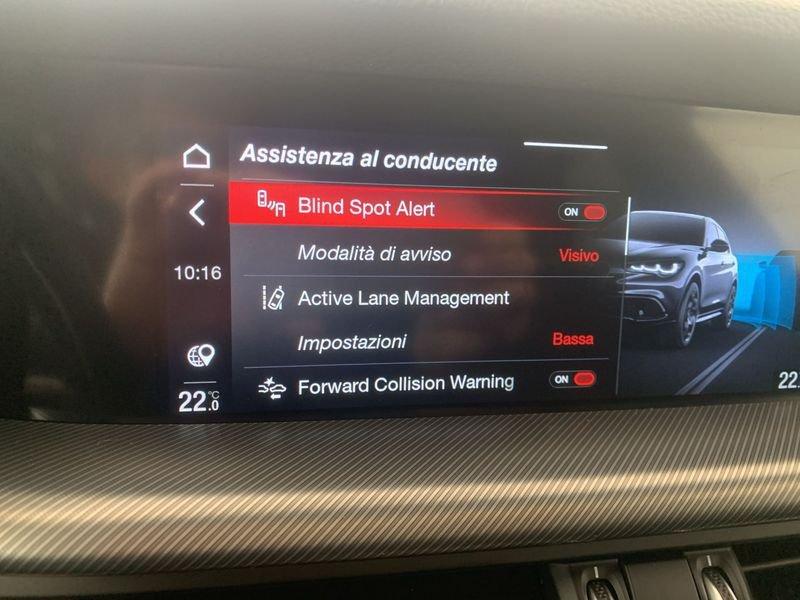 Assistenza al conducente
Blind Spot Alert ON
Modalità di avviso Visivo
10:16
Active Lane Management
Impostazioni Bassa
Forward Collision Warning ON
22.0 °C
22.